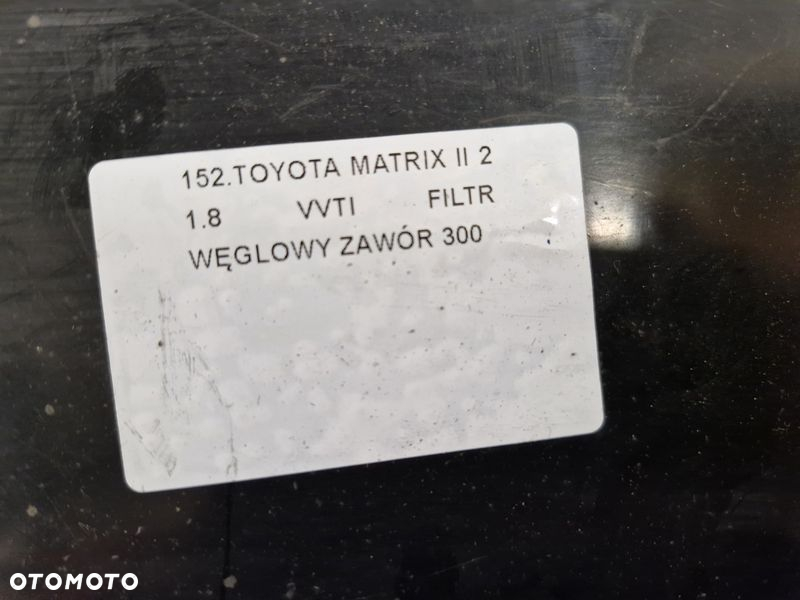 152.TOYOTA MATRIX II 2
1.8 VVTI FILTR
WĘGLOWY ZAWÓR 300
OTOMOTO